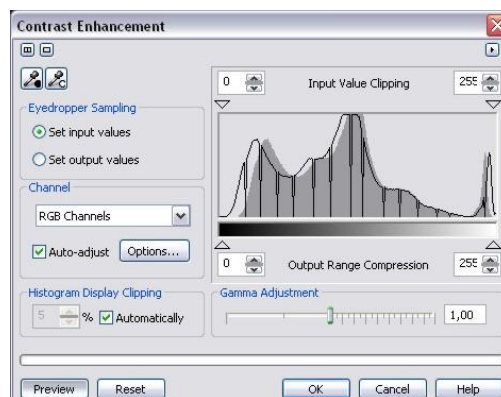 Contrast Enhancement
0 Input Value Clipping 255
Eyedropper Sampling
Set input values
Set output values
Channel
RGB Channels
Auto-adjust Options...
0 Output Range Compression 255
Histogram Display Clipping
5 % Automatically
Gamma Adjustment
1,00
Preview Reset OK Cancel Help